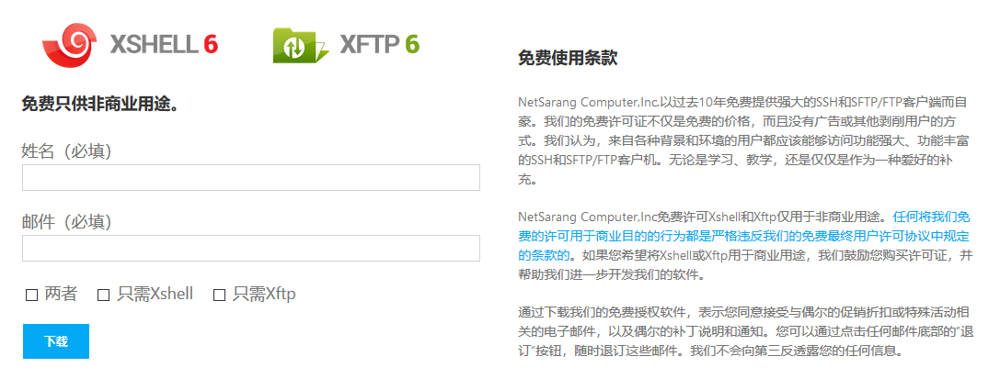 XSHELL 6
XFTP 6
免费只供非商业用途。
姓名（必填）
邮件（必填）
两者 只需Xshell 只需Xftp
下载
免费使用条款
NetSarang Computer,Inc.以过去10年免费提供强大的SSH和SFTP/FTP客户端而自
豪。我们的免费许可证不仅是免费的价格，而且没有广告或其他剥削用户的方
式。我们认为，来自各种背景和环境的用户都应该能够访问功能强大、功能丰富
的SSH和SFTP/FTP客户机。无论是学习、教学，还是仅仅是作为一种爱好的补
充。
NetSarang Computer,Inc免费许可Xshell和Xftp仅用于非商业用途。任何将我们免
费的许可用于商业目的的行为都是严格违反我们的免费最终用户许可协议中规定
的条款的。如果您希望将Xshell或Xftp用于商业用途，我们鼓励您购买许可证，并
帮助我们进一步开发我们的软件。
通过下载我们的免费授权软件，表示您同意接受与偶尔的促销折扣或特殊活动相
关的电子邮件，以及偶尔的补丁说明和通知。您可以通过点击任何邮件底部的“退
订”按钮，随时退订这些邮件。我们不会向第三反透露您的任何信息。